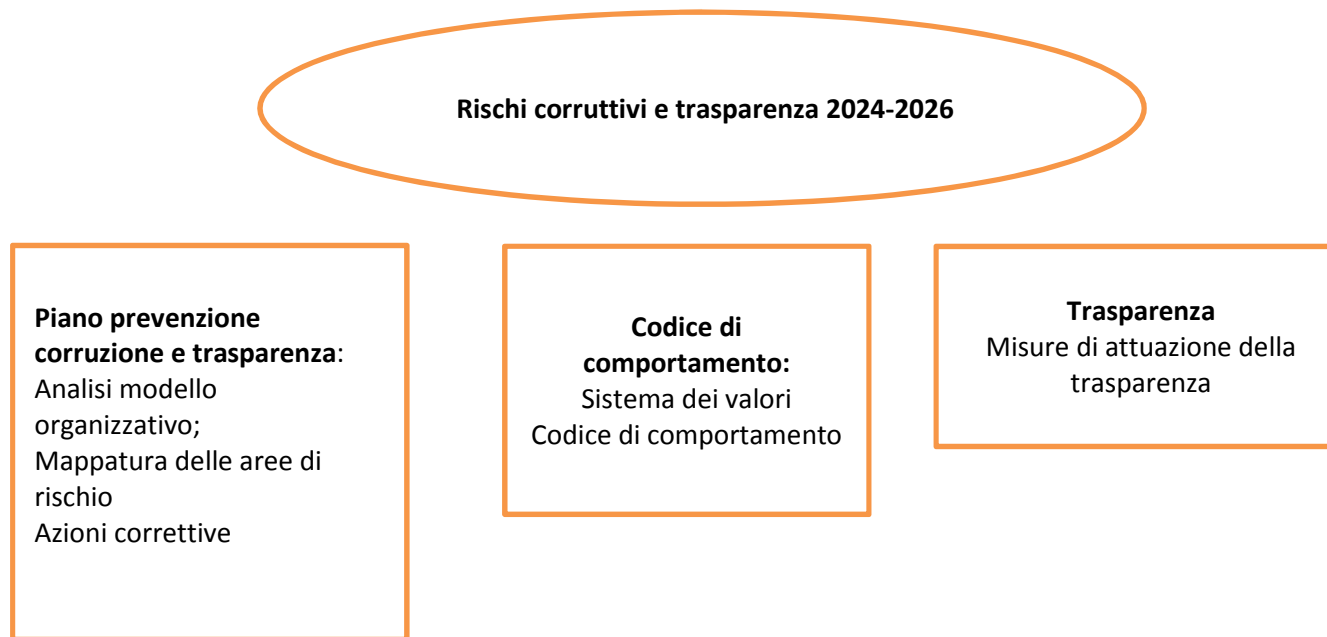 Rischi corruttivi e trasparenza 2024-2026
Piano prevenzione
corruzione e trasparenza:
Analisi modello
organizzativo;
Mappatura delle aree di
rischio
Azioni correttive
Codice di
comportamento:
Sistema dei valori
Codice di comportamento
Trasparenza
Misure di attuazione della
trasparenza